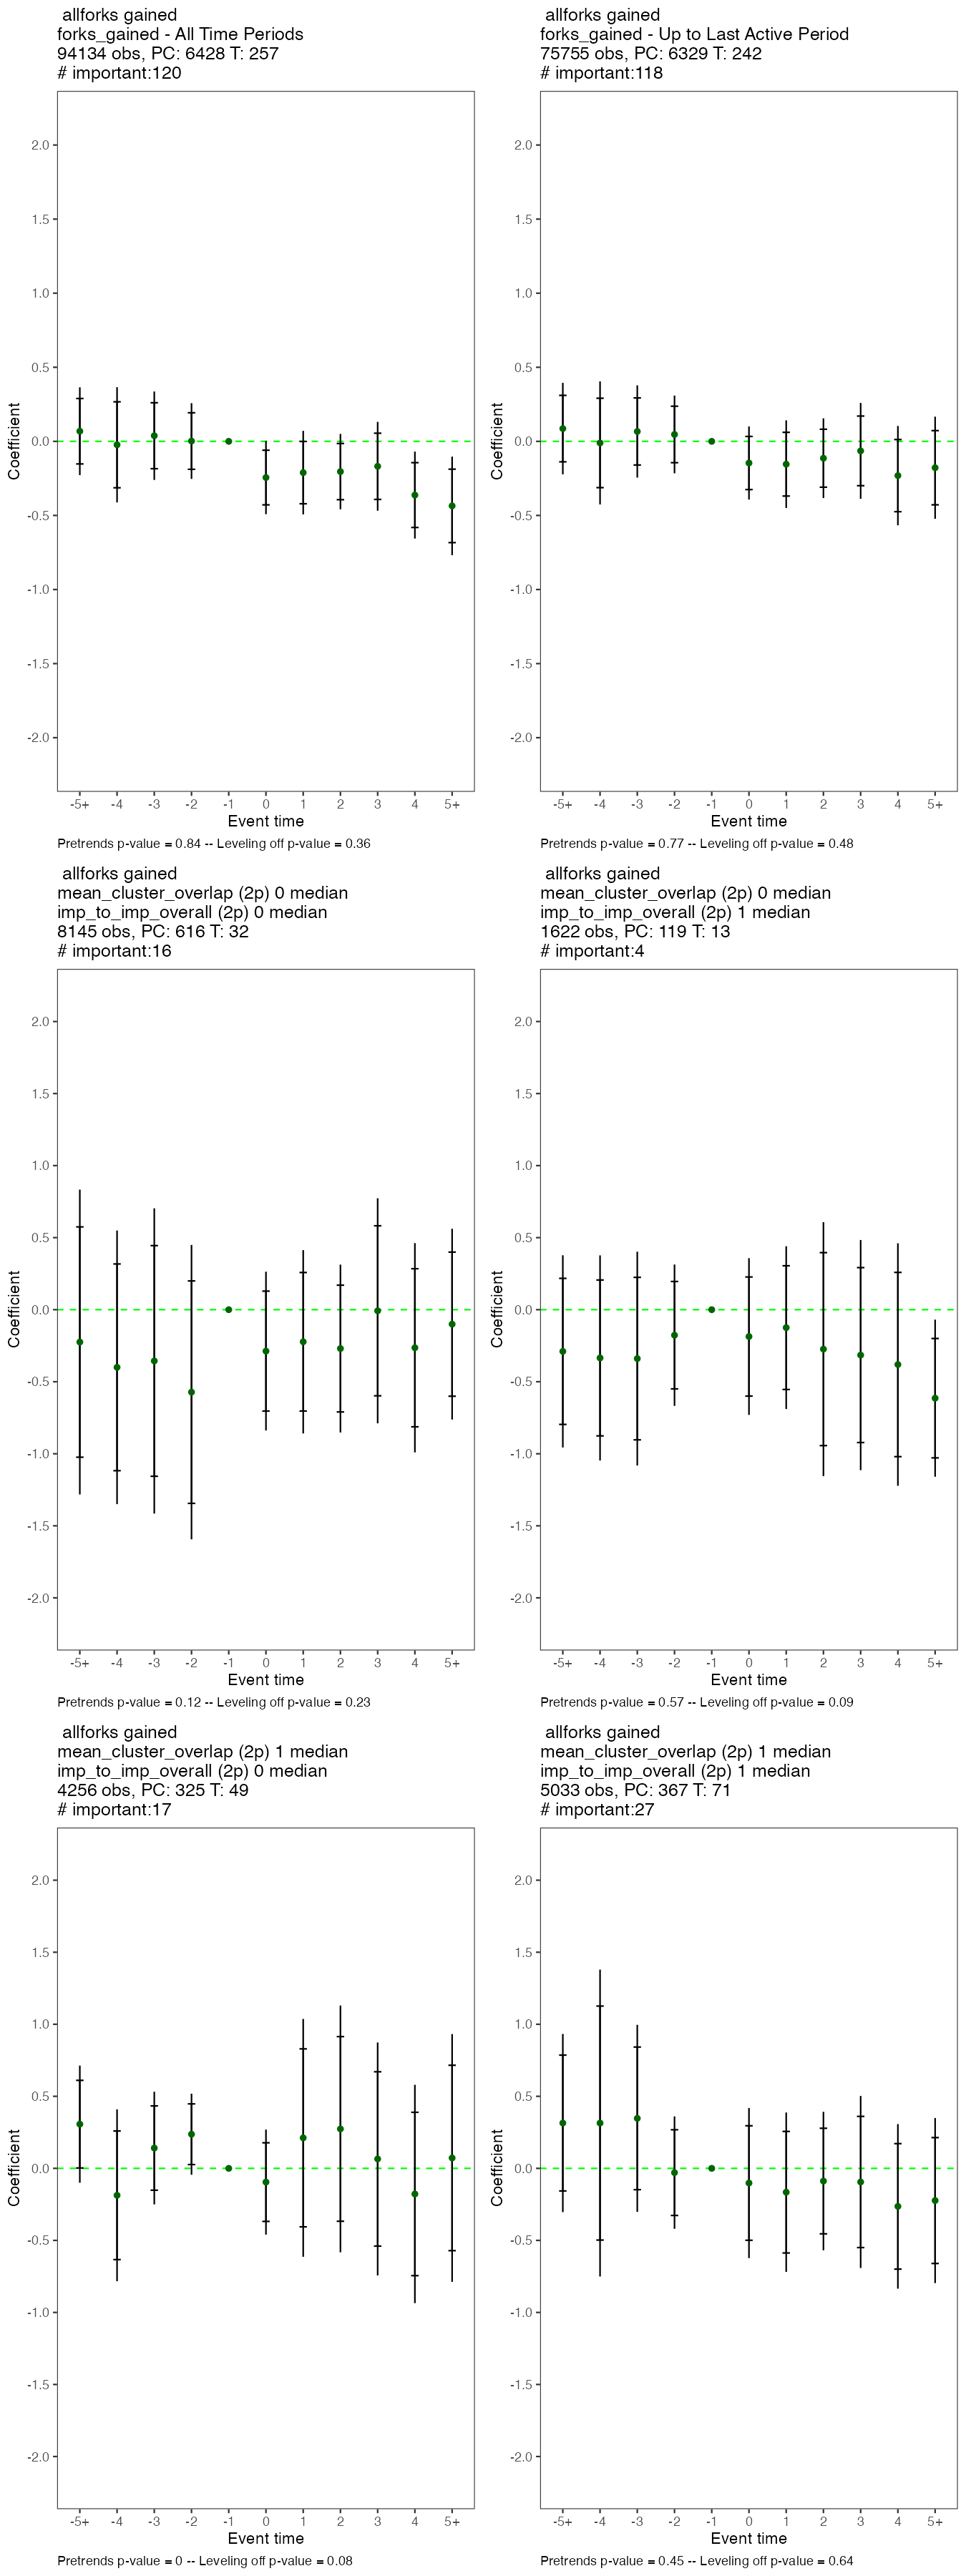 allforks gained
forks_gained - All Time Periods
94134 obs, PC: 6428 T: 257
# important:120
2.0
1.5
1.0
0.5
0.0
-0.5
-1.0
-1.5
-2.0
Coefficient
-5+ -4 -3 -2 -1 0 1 2 3 4 5+
Event time
Pretrends p-value = 0.84 -- Leveling off p-value = 0.36
allforks gained
forks_gained - Up to Last Active Period
75755 obs, PC: 6329 T: 242
# important:118
2.0
1.5
1.0
0.5
0.0
-0.5
-1.0
-1.5
-2.0
Coefficient
-5+ -4 -3 -2 -1 0 1 2 3 4 5+
Event time
Pretrends p-value = 0.77 -- Leveling off p-value = 0.48
allforks gained
mean_cluster_overlap (2p) 0 median
imp_to_imp_overall (2p) 0 median
8145 obs, PC: 616 T: 32
# important:16
2.0
1.5
1.0
0.5
0.0
-0.5
-1.0
-1.5
-2.0
Coefficient
-5+ -4 -3 -2 -1 0 1 2 3 4 5+
Event time
Pretrends p-value = 0.12 -- Leveling off p-value = 0.23
allforks gained
mean_cluster_overlap (2p) 0 median
imp_to_imp_overall (2p) 1 median
1622 obs, PC: 119 T: 13
# important:4
2.0
1.5
1.0
0.5
0.0
-0.5
-1.0
-1.5
-2.0
Coefficient
-5+ -4 -3 -2 -1 0 1 2 3 4 5+
Event time
Pretrends p-value = 0.57 -- Leveling off p-value = 0.09
allforks gained
mean_cluster_overlap (2p) 1 median
imp_to_imp_overall (2p) 0 median
4256 obs, PC: 325 T: 49
# important:17
2.0
1.5
1.0
0.5
0.0
-0.5
-1.0
-1.5
-2.0
Coefficient
-5+ -4 -3 -2 -1 0 1 2 3 4 5+
Event time
Pretrends p-value = 0 -- Leveling off p-value = 0.08
allforks gained
mean_cluster_overlap (2p) 1 median
imp_to_imp_overall (2p) 1 median
5033 obs, PC: 367 T: 71
# important:27
2.0
1.5
1.0
0.5
0.0
-0.5
-1.0
-1.5
-2.0
Coefficient
-5+ -4 -3 -2 -1 0 1 2 3 4 5+
Event time
Pretrends p-value = 0.45 -- Leveling off p-value = 0.64